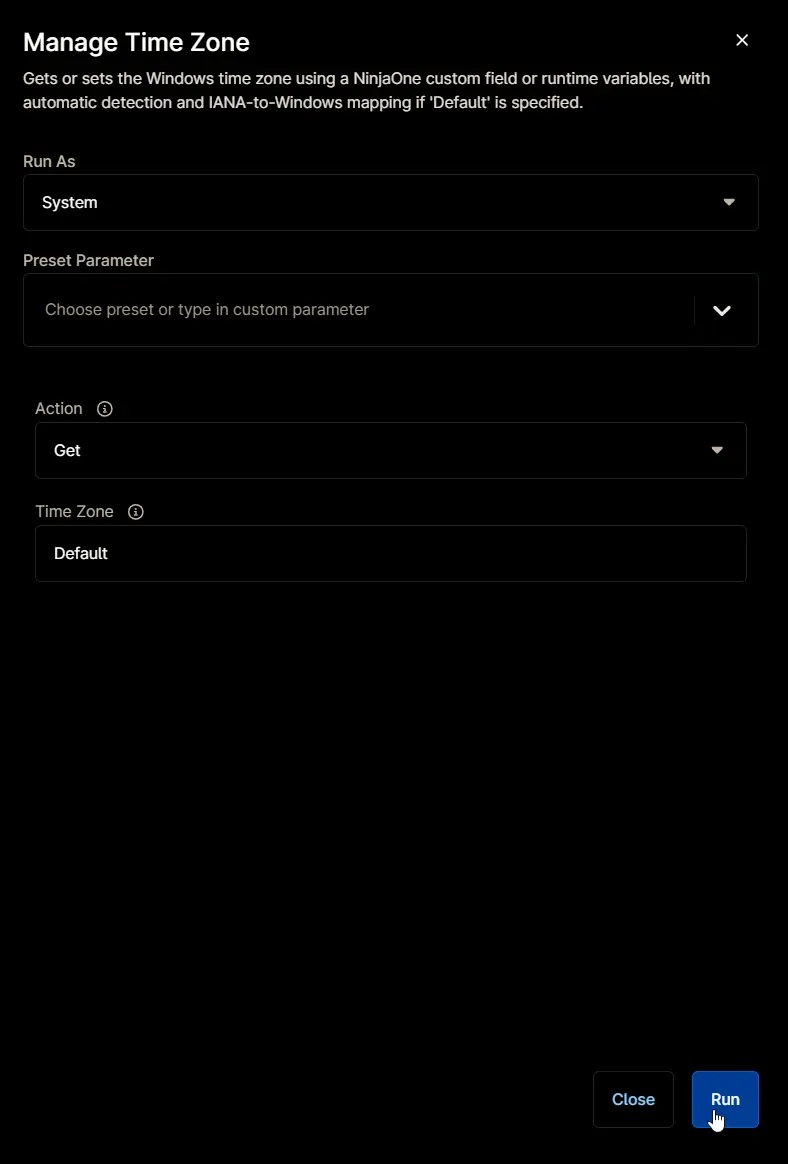 Manage Time Zone
Gets or sets the Windows time zone using a NinjaOne custom field or runtime variables, with
automatic detection and IANA-to-Windows mapping if 'Default' is specified.
Run As
System
Preset Parameter
Choose preset or type in custom parameter
Action
Get
Time Zone
Default
Close
Run